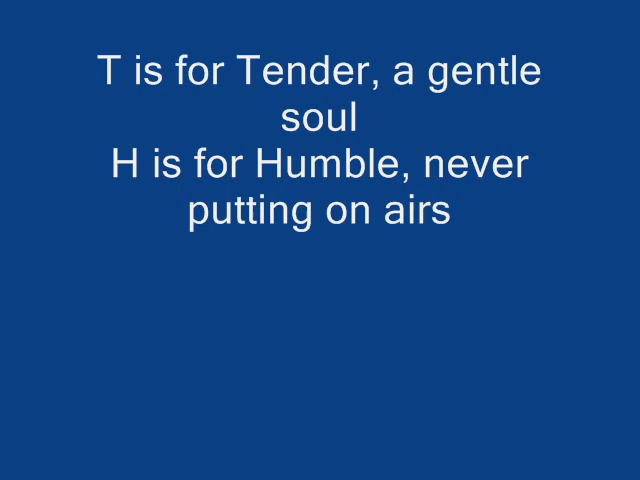 T is for Tender, a gentle
soul
H is for Humble, never
putting on airs